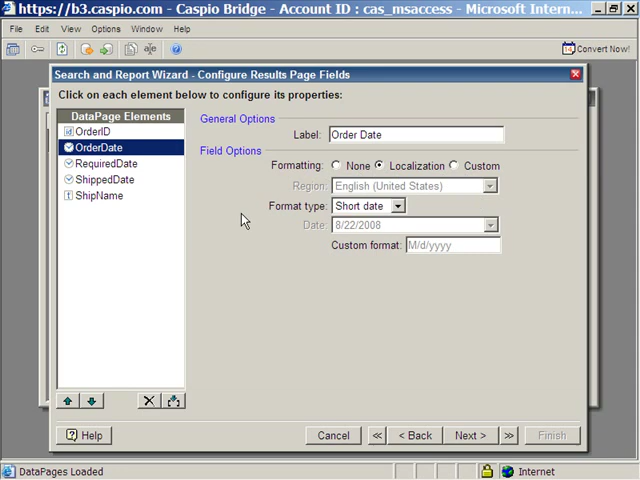 https://b3.caspio.com - Caspio Bridge - Account ID : cas_msaccess - Microsoft Intern...
File Edit View Options Window Help
Convert Now!
Search and Report Wizard - Configure Results Page Fields
Click on each element below to configure its properties:
DataPage Elements
OrderID
OrderDate
RequiredDate
ShippedDate
ShipName
General Options
Label: Order Date
Field Options
Formatting: None Localization Custom
Region: English (United States)
Format type: Short date
Date: 8/22/2008
Custom format: M/d/yyyy
Help Cancel << < Back Next > >> Finish
DataPages Loaded Internet